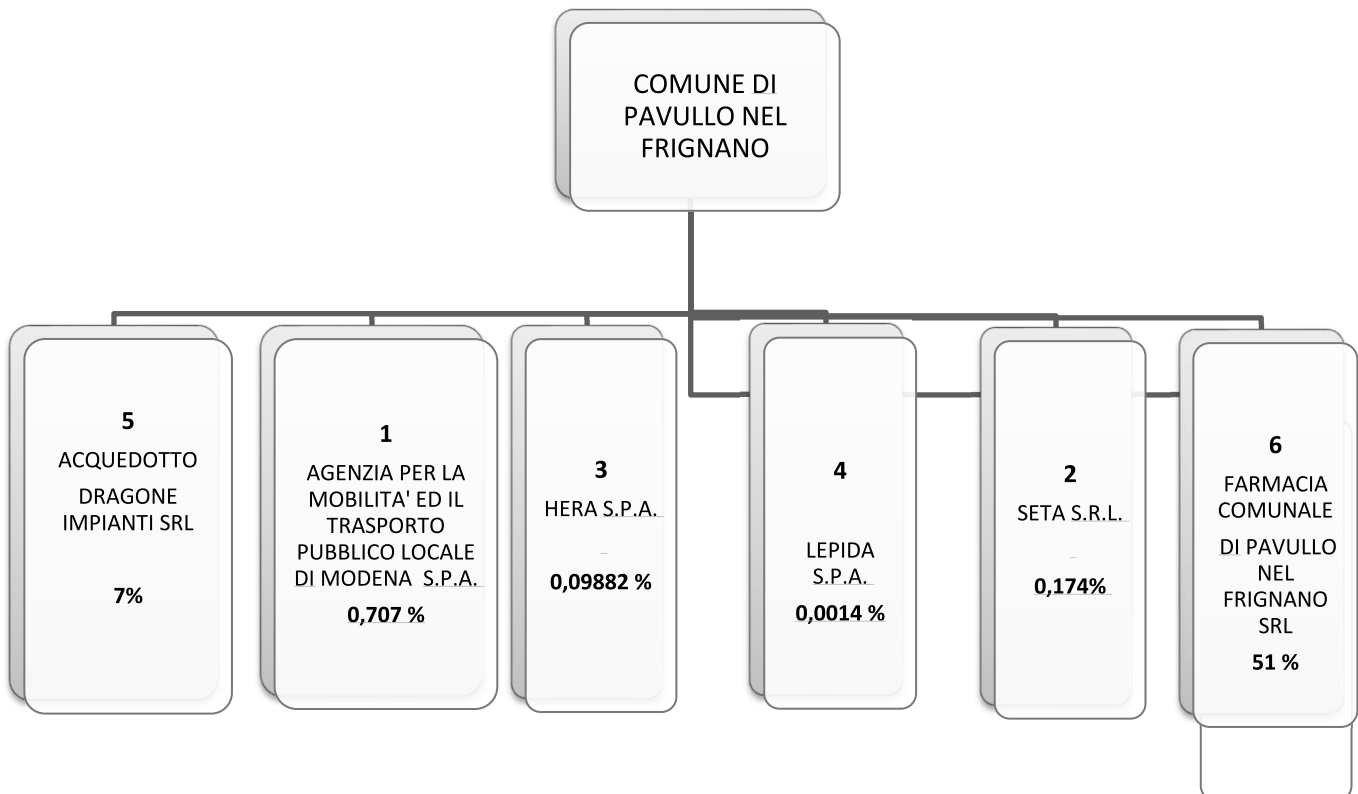 COMUNE DI
PAVULLO NEL
FRIGNANO
5
ACQUEDOTTO
DRAGONE
IMPIANTI SRL
7%
1
AGENZIA PER LA
MOBILITA' ED IL
TRASPORTO
PUBBLICO LOCALE
DI MODENA S.P.A.
0,707 %
3
HERA S.P.A.
0,09882 %
4
LEPIDA
S.P.A.
0,0014 %
2
SETA S.R.L.
0,174%
6
FARMACIA
COMUNALE
DI PAVULLO
NEL
FRIGNANO
SRL
51 %